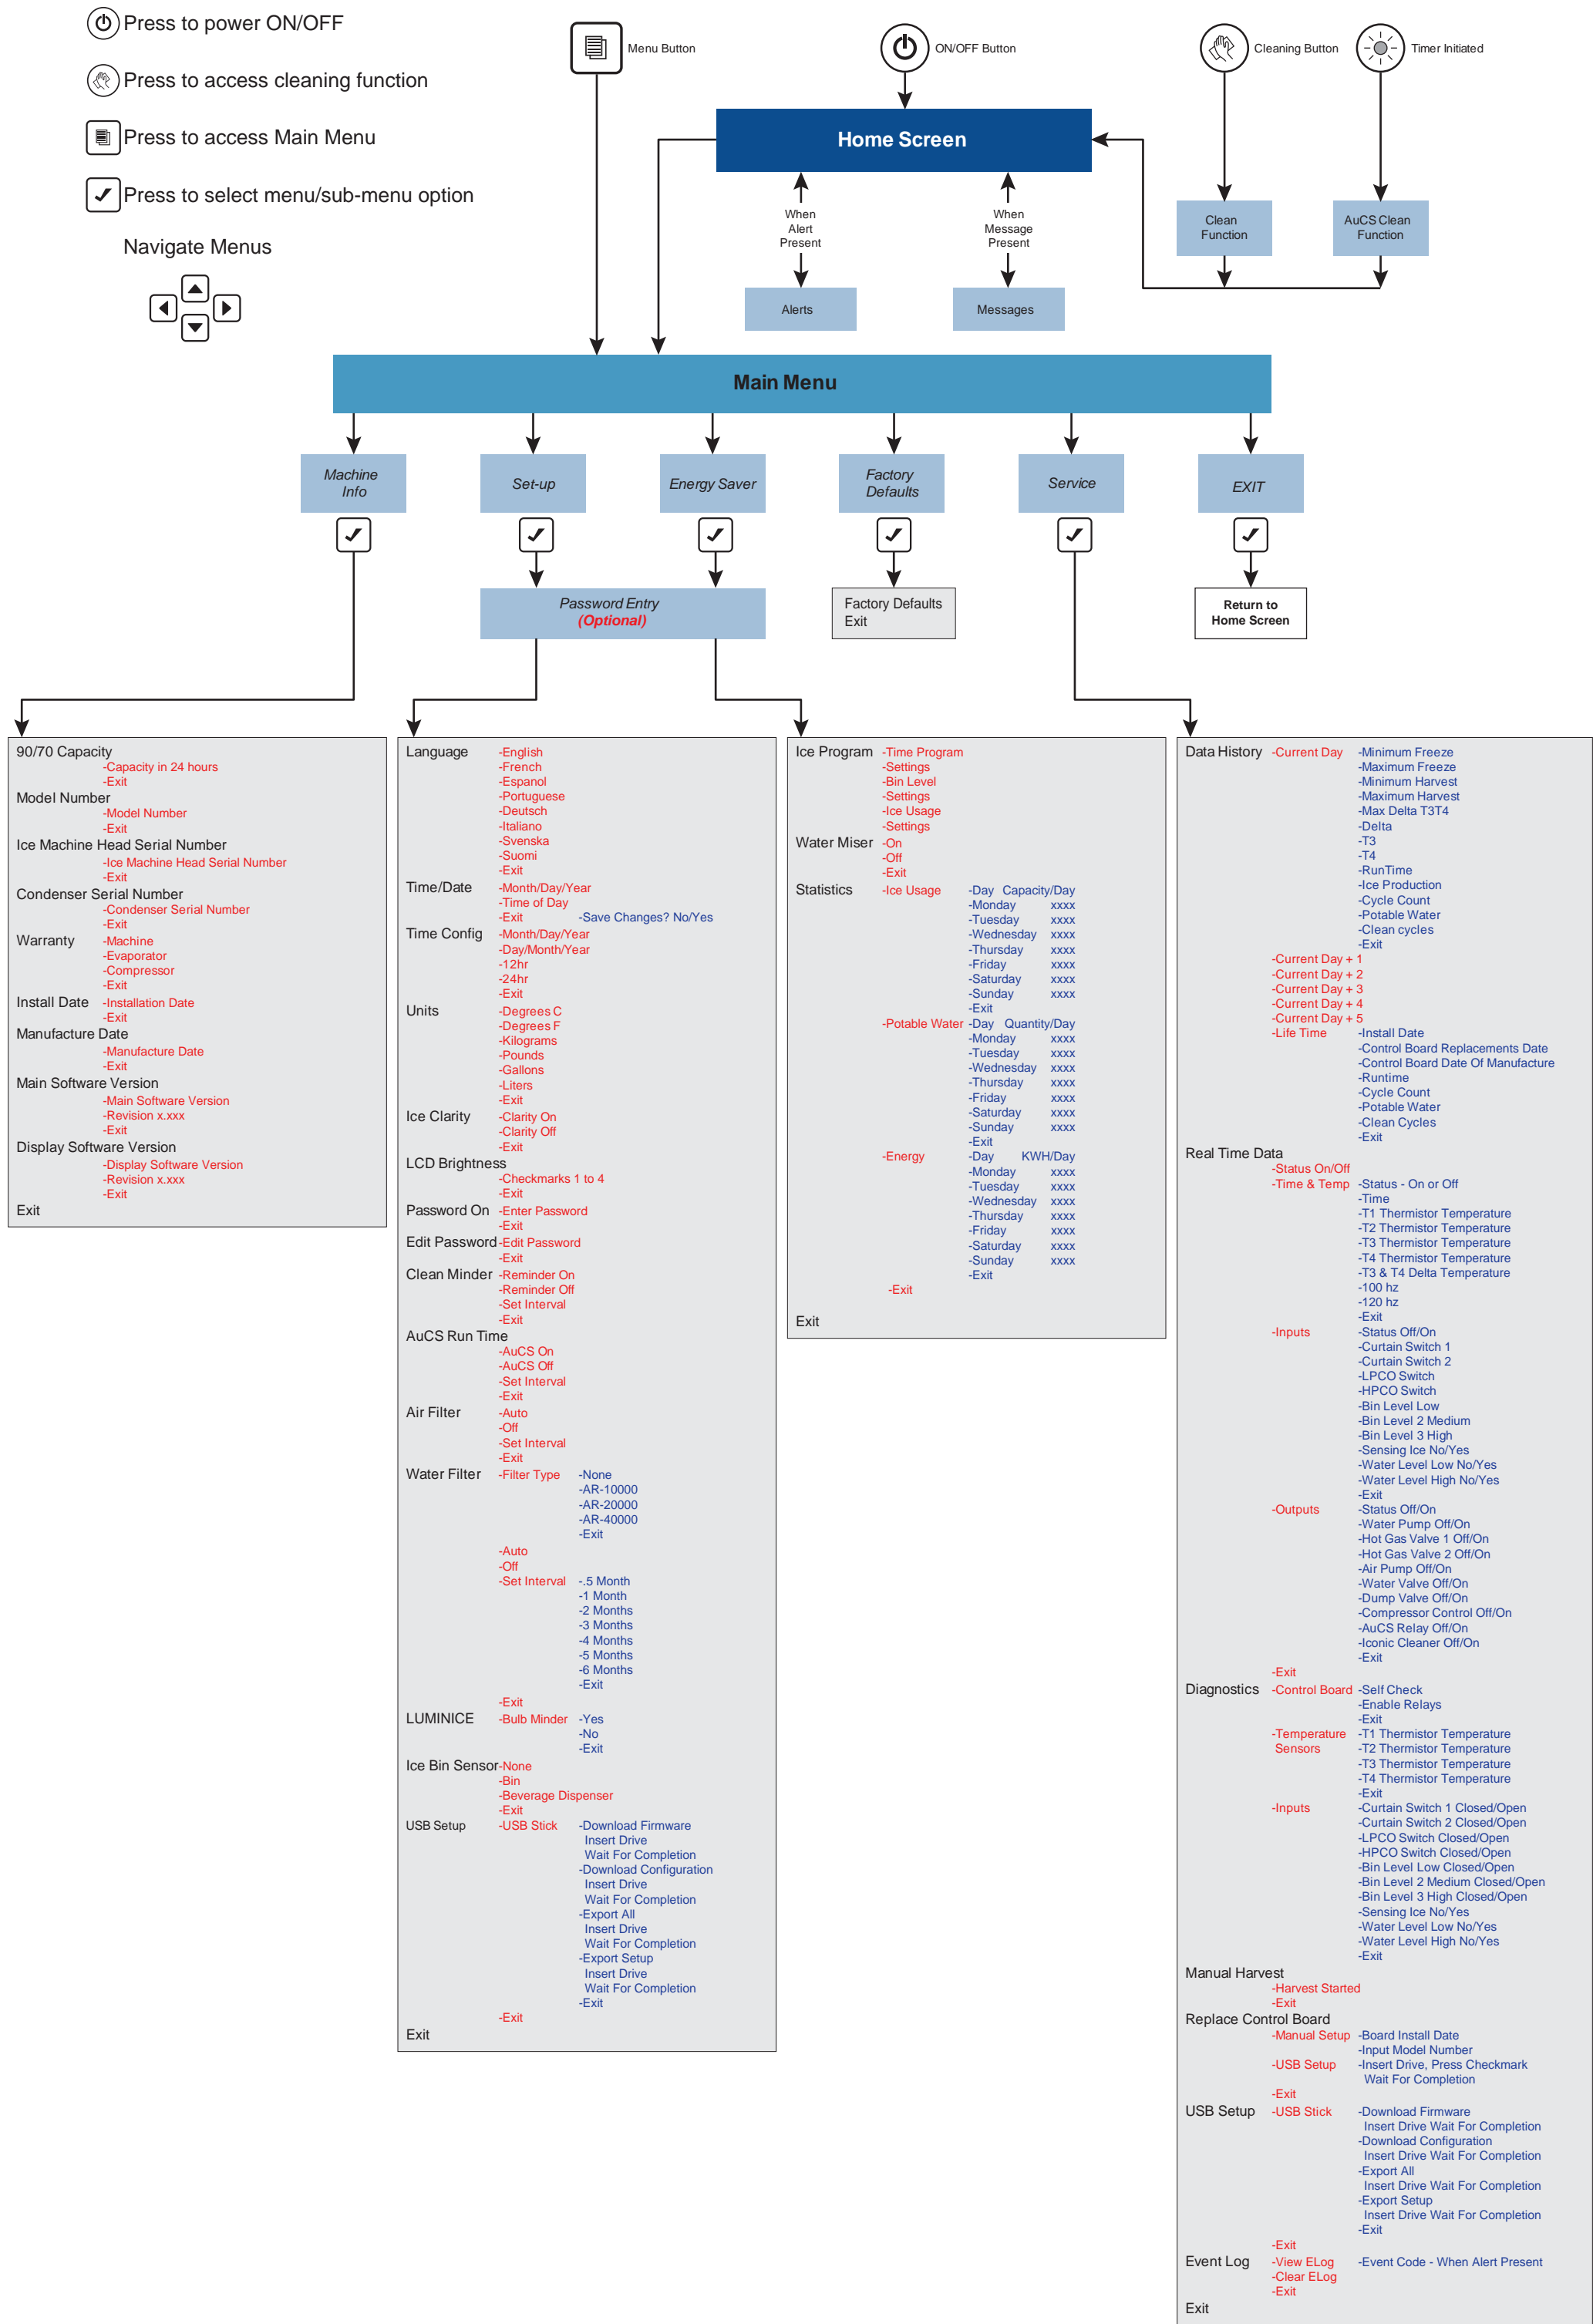 Press to power ON/OFF
Press to access cleaning function
Press to access Main Menu
Press to select menu/sub-menu option
Navigate Menus
Menu Button
ON/OFF Button
Cleaning Button
Timer Initiated
Home Screen
When
Alert
Present
When
Message
Present
Clean
Function
AuCS Clean
Function
Alerts
Messages
Main Menu
Machine
Info
Set-up
Energy Saver
Factory
Defaults
Service
EXIT
Password Entry
(Optional)
Factory Defaults
Exit
Return to
Home Screen
90/70 Capacity
-Capacity in 24 hours
-Exit
Model Number
-Model Number
-Exit
Ice Machine Head Serial Number
-Ice Machine Head Serial Number
-Exit
Condenser Serial Number
-Condenser Serial Number
-Exit
Warranty -Machine
-Evaporator
-Compressor
-Exit
Install Date -Installation Date
-Exit
Manufacture Date
-Manufacture Date
-Exit
Main Software Version
-Main Software Version
-Revision x.xxx
-Exit
Display Software Version
-Display Software Version
-Revision x.xxx
-Exit
Exit
Language -English
-French
-Espanol
-Portuguese
-Deutsch
-Italiano
-Svenska
-Suomi
-Exit
Time/Date -Month/Day/Year
-Time of Day
-Exit -Save Changes? No/Yes
Time Config -Month/Day/Year
-Day/Month/Year
-12hr
-24hr
-Exit
Units -Degrees C
-Degrees F
-Kilograms
-Pounds
-Gallons
-Liters
-Exit
Ice Clarity -Clarity On
-Clarity Off
-Exit
LCD Brightness
-Checkmarks 1 to 4
-Exit
Password On -Enter Password
-Exit
Edit Password -Edit Password
-Exit
Clean Minder -Reminder On
-Reminder Off
-Set Interval
-Exit
AuCS Run Time
-AuCS On
-AuCS Off
-Set Interval
-Exit
Air Filter -Auto
-Off
-Set Interval
-Exit
Water Filter -Filter Type -None
-AR-10000
-AR-20000
-AR-40000
-Exit
-Auto
-Off
-Set Interval -.5 Month
-1 Month
-2 Months
-3 Months
-4 Months
-5 Months
-6 Months
-Exit
-Exit
LUMINICE -Bulb Minder -Yes
-No
-Exit
Ice Bin Sensor -None
-Bin
-Beverage Dispenser
-Exit
USB Setup -USB Stick -Download Firmware
Insert Drive
Wait For Completion
-Download Configuration
Insert Drive
Wait For Completion
-Export All
Insert Drive
Wait For Completion
-Export Setup
Insert Drive
Wait For Completion
-Exit
-Exit
Exit
Ice Program -Time Program
-Settings
-Bin Level
-Settings
-Ice Usage
-Settings
Water Miser -On
-Off
-Exit
Statistics -Ice Usage -Day Capacity/Day
-Monday xxxx
-Tuesday xxxx
-Wednesday xxxx
-Thursday xxxx
-Friday xxxx
-Saturday xxxx
-Sunday xxxx
-Exit
-Potable Water -Day Quantity/Day
-Monday xxxx
-Tuesday xxxx
-Wednesday xxxx
-Thursday xxxx
-Friday xxxx
-Saturday xxxx
-Sunday xxxx
-Exit
-Energy -Day KWH/Day
-Monday xxxx
-Tuesday xxxx
-Wednesday xxxx
-Thursday xxxx
-Friday xxxx
-Saturday xxxx
-Sunday xxxx
-Exit
-Exit
Exit
Data History -Current Day -Minimum Freeze
-Maximum Freeze
-Minimum Harvest
-Maximum Harvest
-Max Delta T3T4
-Delta
-T3
-T4
-RunTime
-Ice Production
-Cycle Count
-Potable Water
-Clean cycles
-Exit
-Current Day + 1
-Current Day + 2
-Current Day + 3
-Current Day + 4
-Current Day + 5
-Life Time -Install Date
-Control Board Replacements Date
-Control Board Date Of Manufacture
-Runtime
-Cycle Count
-Potable Water
-Clean Cycles
-Exit
Real Time Data
-Status On/Off
-Time & Temp -Status - On or Off
-Time
-T1 Thermistor Temperature
-T2 Thermistor Temperature
-T3 Thermistor Temperature
-T4 Thermistor Temperature
-T3 & T4 Delta Temperature
-100 hz
-120 hz
-Exit
-Inputs -Status Off/On
-Curtain Switch 1
-Curtain Switch 2
-LPCO Switch
-HPCO Switch
-Bin Level Low
-Bin Level 2 Medium
-Bin Level 3 High
-Sensing Ice No/Yes
-Water Level Low No/Yes
-Water Level High No/Yes
-Exit
-Outputs -Status Off/On
-Water Pump Off/On
-Hot Gas Valve 1 Off/On
-Hot Gas Valve 2 Off/On
-Air Pump Off/On
-Water Valve Off/On
-Dump Valve Off/On
-Compressor Control Off/On
-AuCS Relay Off/On
-Iconic Cleaner Off/On
-Exit
-Exit
Diagnostics -Control Board -Self Check
-Enable Relays
-Exit
-Temperature -T1 Thermistor Temperature
Sensors -T2 Thermistor Temperature
-T3 Thermistor Temperature
-T4 Thermistor Temperature
-Exit
-Inputs -Curtain Switch 1 Closed/Open
-Curtain Switch 2 Closed/Open
-LPCO Switch Closed/Open
-HPCO Switch Closed/Open
-Bin Level Low Closed/Open
-Bin Level 2 Medium Closed/Open
-Bin Level 3 High Closed/Open
-Sensing Ice No/Yes
-Water Level Low No/Yes
-Water Level High No/Yes
-Exit
Manual Harvest
-Harvest Started
-Exit
Replace Control Board
-Manual Setup -Board Install Date
-Input Model Number
-USB Setup -Insert Drive, Press Checkmark
Wait For Completion
-Exit
USB Setup -USB Stick -Download Firmware
Insert Drive Wait For Completion
-Download Configuration
Insert Drive Wait For Completion
-Export All
Insert Drive Wait For Completion
-Export Setup
Insert Drive Wait For Completion
-Exit
-Exit
Event Log -View ELog -Event Code - When Alert Present
-Clear ELog
-Exit
Exit